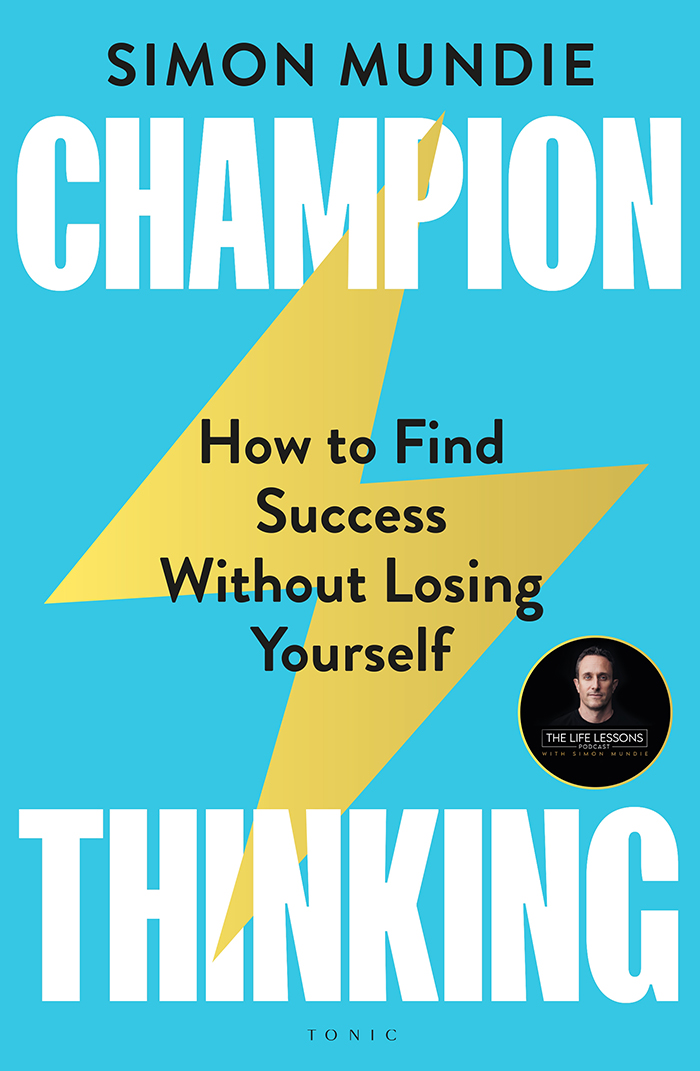 SIMON MUNDIE
CHAMPION
How to Find
Success
Without Losing
Yourself
THE LIFE LESSONS
PODCAST
WITH SIMON MUNDIE
THINKING
TONIC